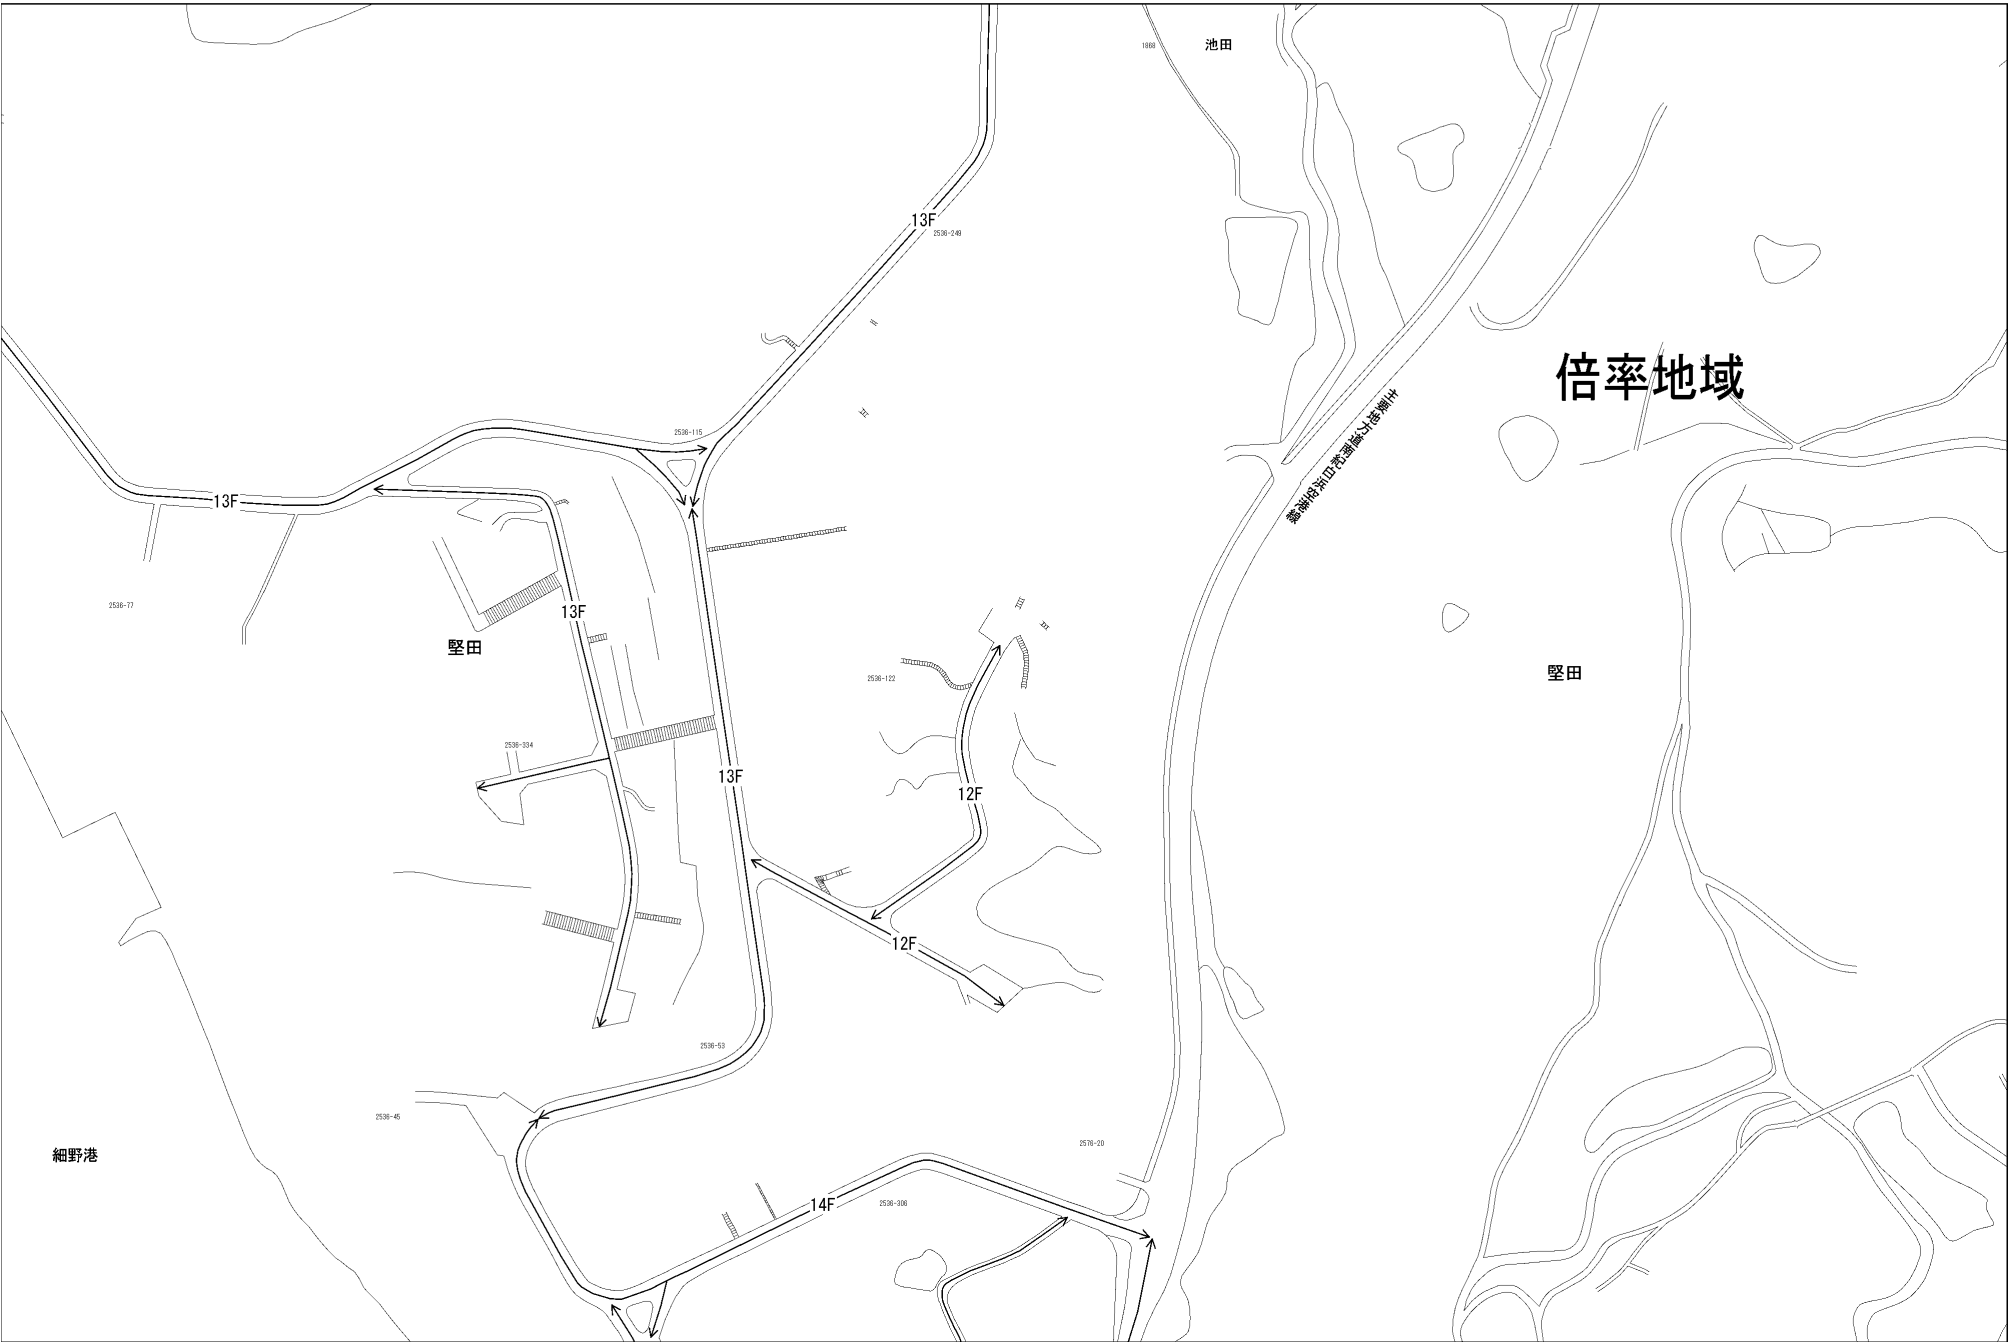 1868
池田
13F
2536-249
倍率地域
主要地方道南紀白浜空港線
2536-115
13F
2536-77
13F
堅田
2536-122
堅田
2536-334
13F
12F
12F
2536-53
2536-45
2576-20
細野港
14F
2536-306